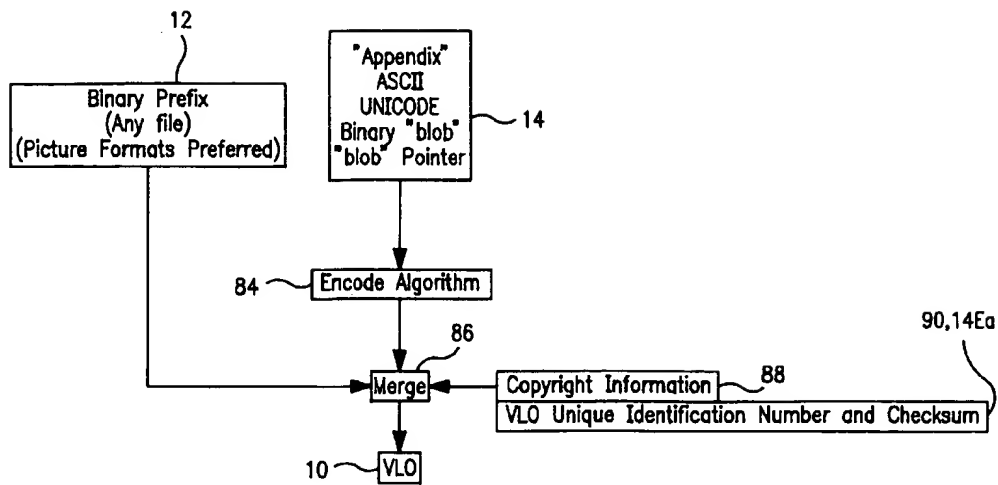 12
Binary Prefix
(Any file)
(Picture Formats Preferred)
"Appendix"
ASCII
UNICODE
Binary "blob"
"blob" Pointer
14
84
Encode Algorithm
90,14Ea
86
Merge
Copyright Information
88
VLO Unique Identification Number and Checksum
10
VLO